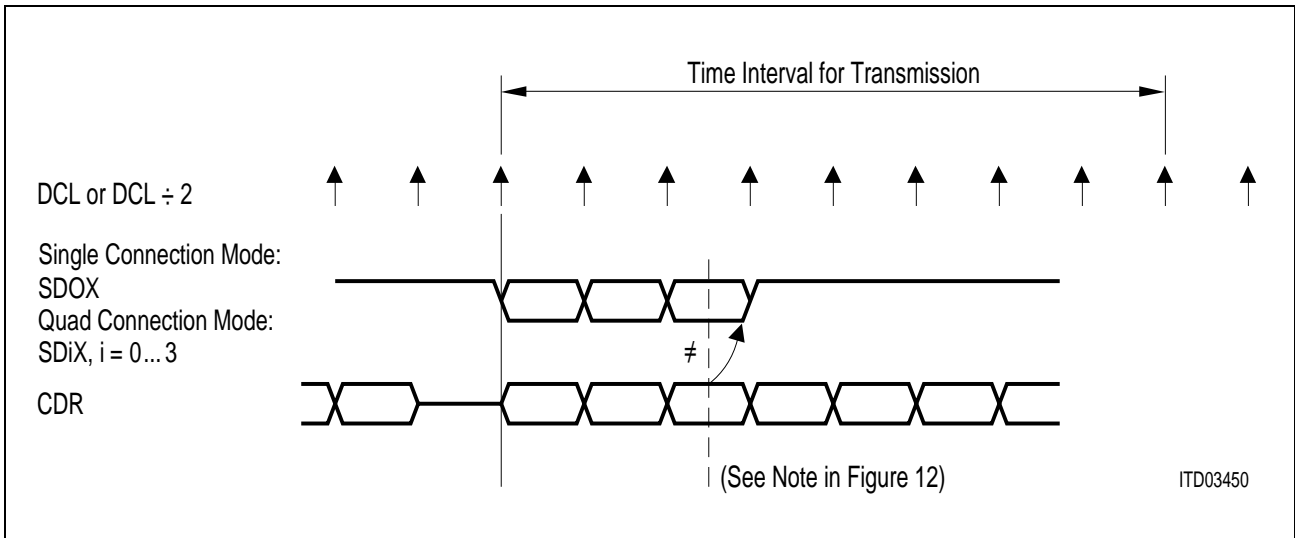 Time Interval for Transmission
DCL or DCL ÷ 2
Single Connection Mode:
SDOX
Quad Connection Mode:
SDiX, i = 0... 3
≠
CDR
(See Note in Figure 12)
ITD03450